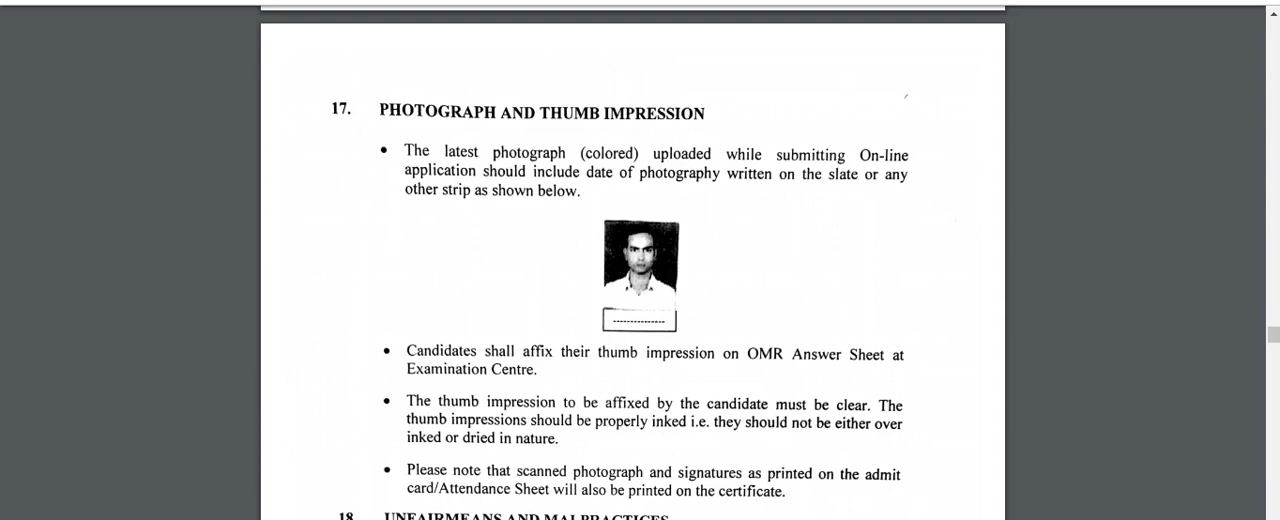 17. PHOTOGRAPH AND THUMB IMPRESSION
• The latest photograph (colored) uploaded while submitting On-line
application should include date of photography written on the slate or any
other strip as shown below.
---------------
• Candidates shall affix their thumb impression on OMR Answer Sheet at
Examination Centre.
• The thumb impression to be affixed by the candidate must be clear. The
thumb impressions should be properly inked i.e. they should not be either over
inked or dried in nature.
• Please note that scanned photograph and signatures as printed on the admit
card/Attendance Sheet will also be printed on the certificate.
18. UNFAIRMEANS AND MALPRACTICES